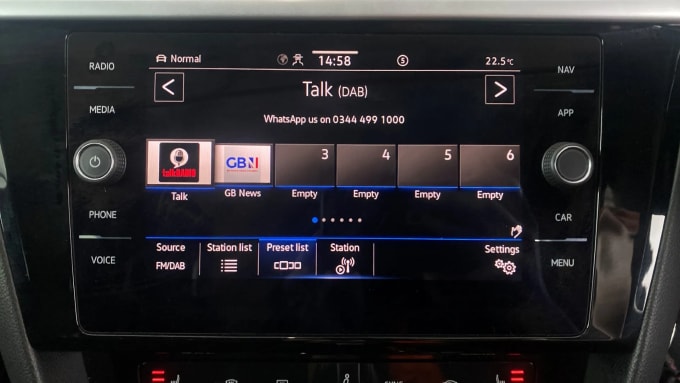 RADIO
MEDIA
PHONE
VOICE
Normal 14:58 5 22.5°C
< Talk (DAB) >
WhatsApp us on 0344 499 1000
talkRADIO GBN 3 4 5 6
Talk GB News Empty Empty Empty Empty
Source Station list Preset list Station Settings
FM/DAB
NAV
APP
CAR
MENU
SYNC